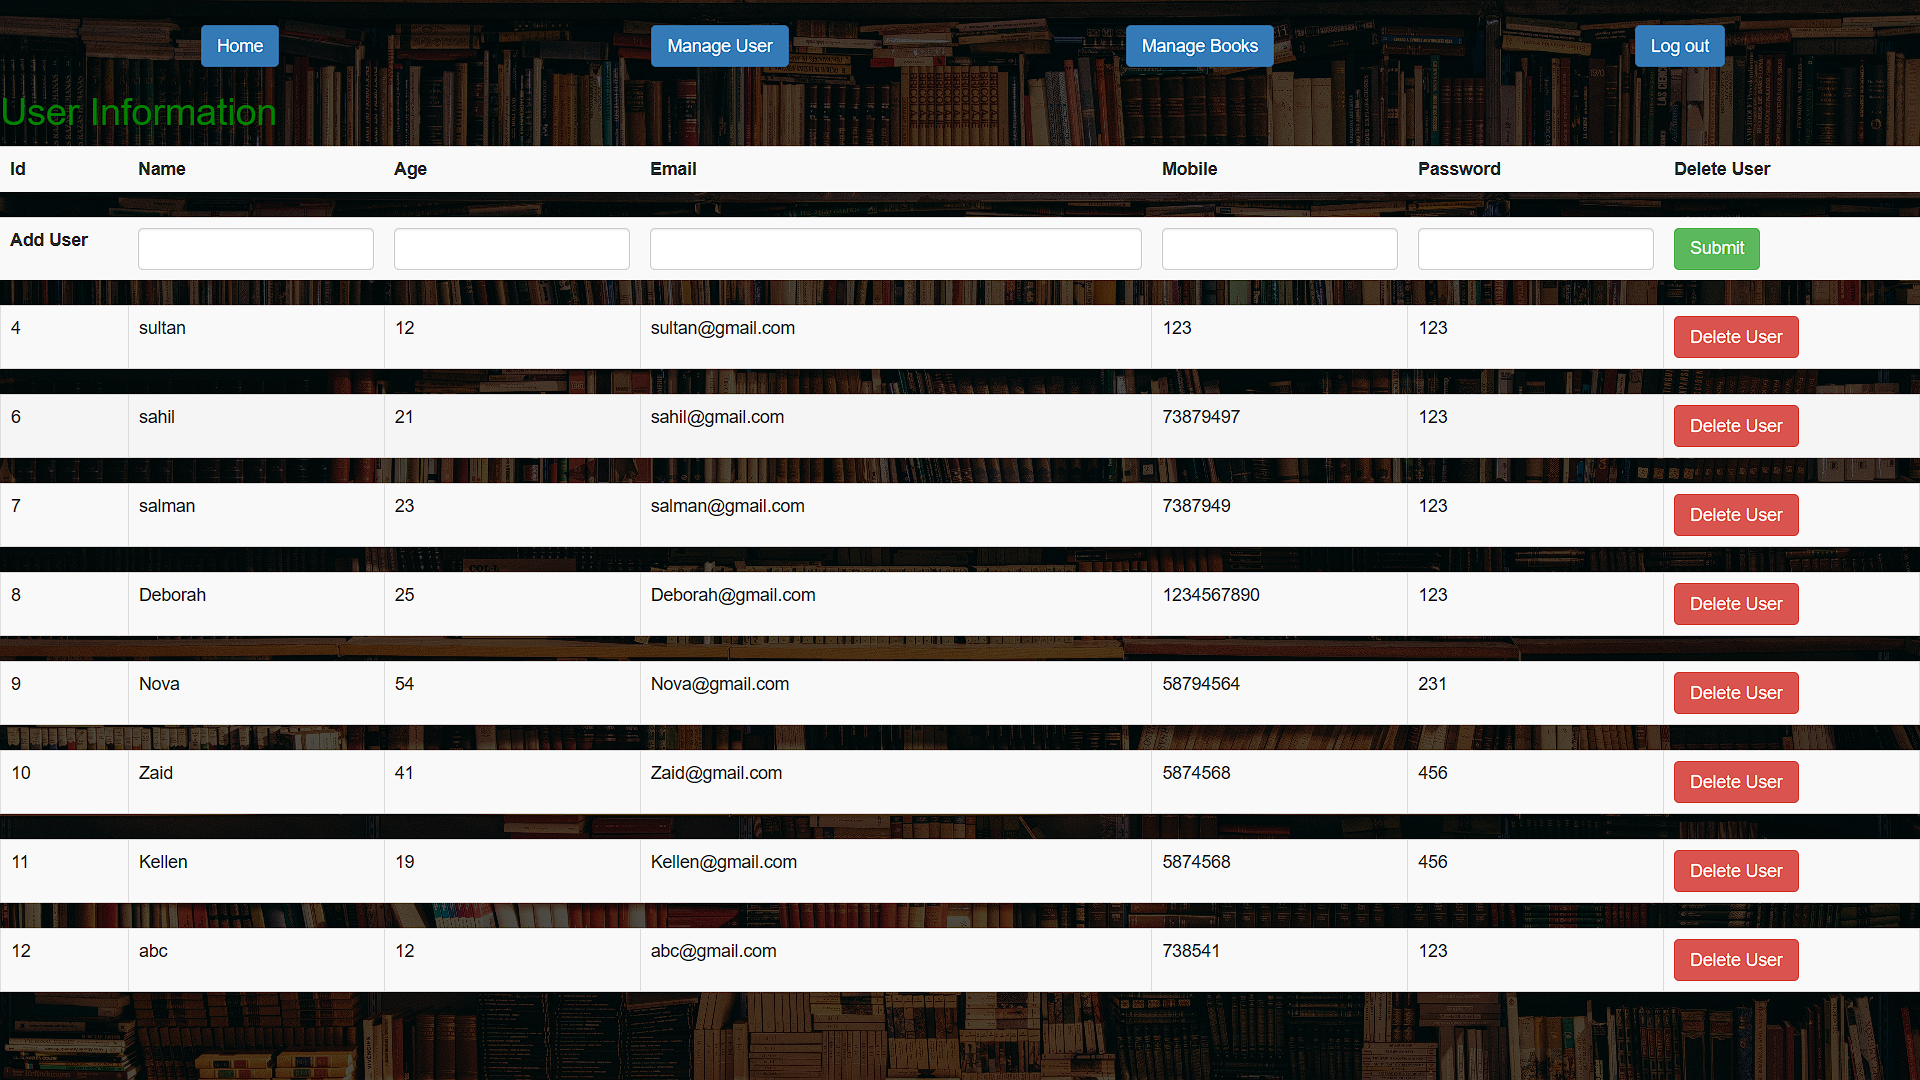 Home Manage User Manage Books Log out
User Information
Id Name Age Email Mobile Password Delete User
Add User Submit
4 sultan 12 sultan@gmail.com 123 123 Delete User
6 sahil 21 sahil@gmail.com 73879497 123 Delete User
7 salman 23 salman@gmail.com 7387949 123 Delete User
8 Deborah 25 Deborah@gmail.com 1234567890 123 Delete User
9 Nova 54 Nova@gmail.com 58794564 231 Delete User
10 Zaid 41 Zaid@gmail.com 5874568 456 Delete User
11 Kellen 19 Kellen@gmail.com 5874568 456 Delete User
12 abc 12 abc@gmail.com 738541 123 Delete User